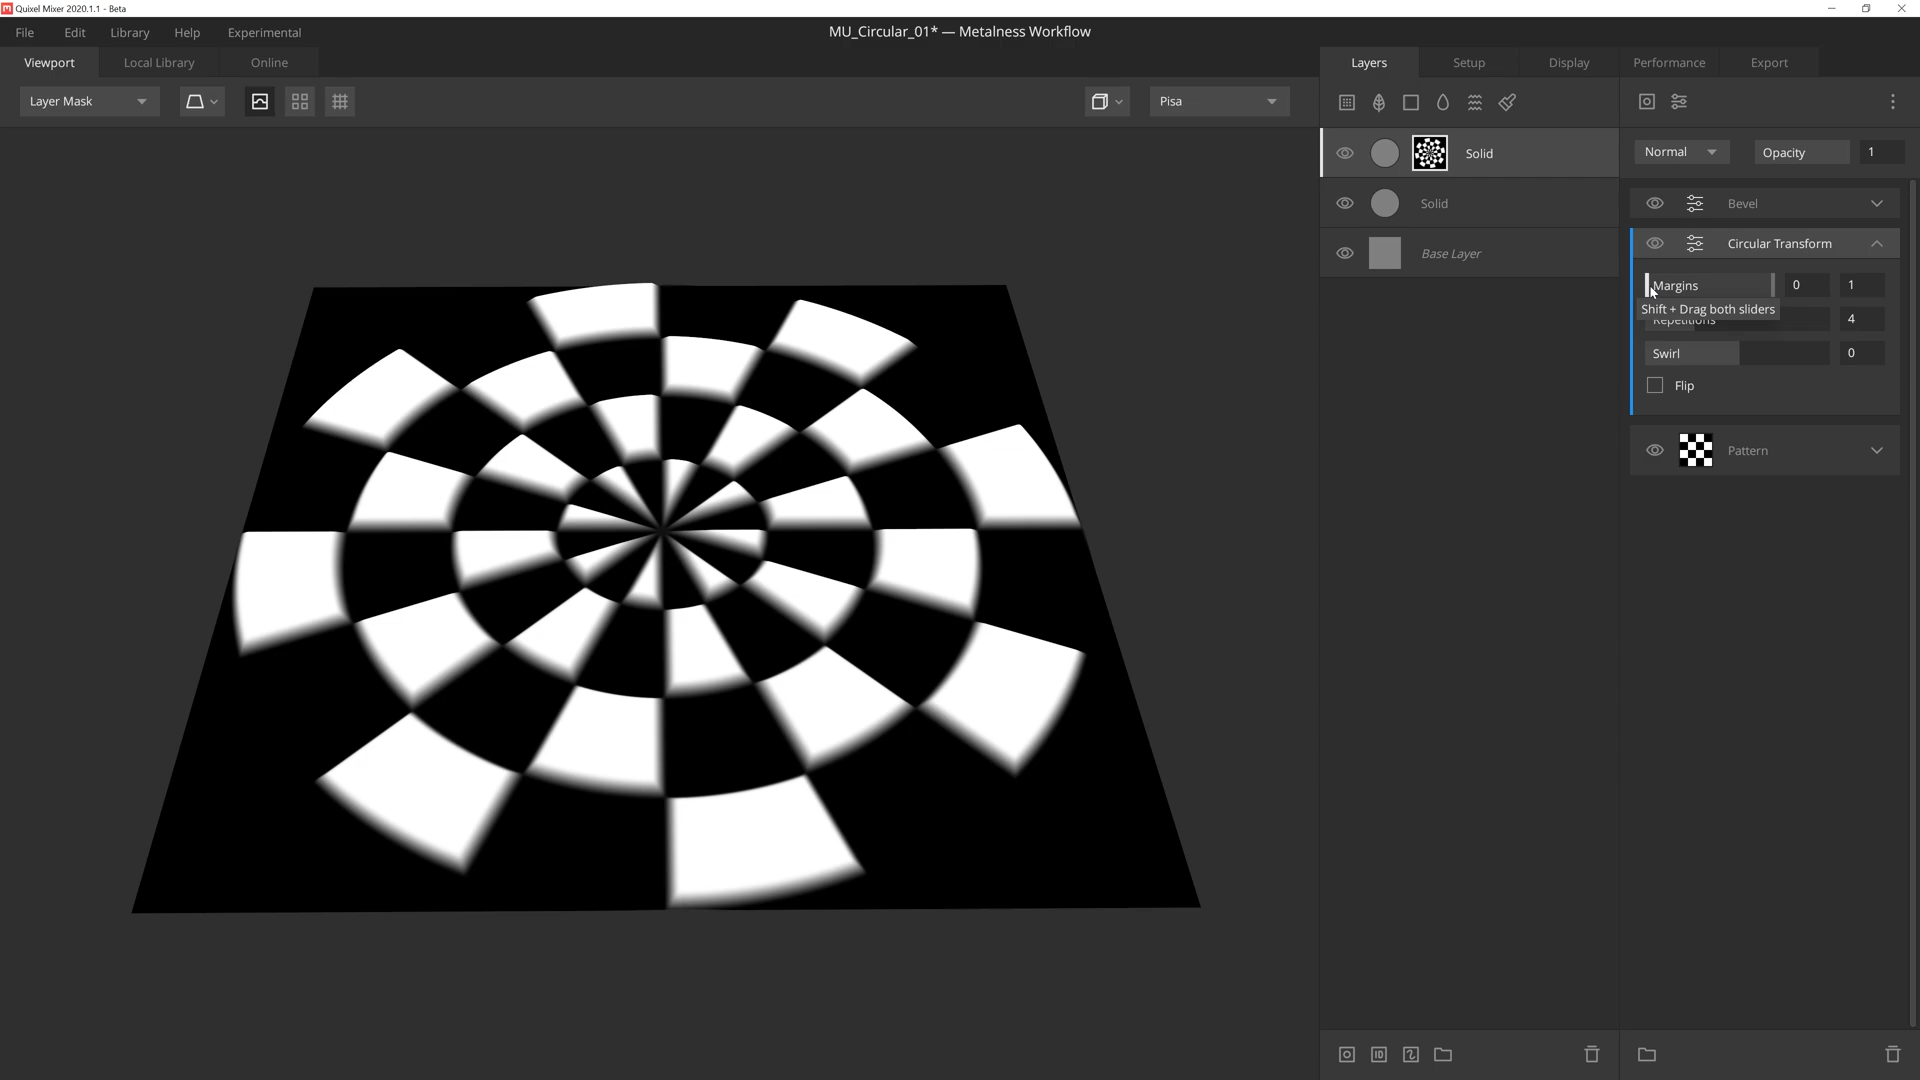 Quixel Mixer 2020.1.1 - Beta
File Edit Library Help Experimental
MU_Circular_01* — Metalness Workflow
Viewport Local Library Online
Layers Setup Display Performance Export
Layer Mask
Pisa
Solid
Solid
Base Layer
Normal Opacity 1
Bevel
Circular Transform
Margins 0 1
Shift + Drag both sliders
Repetitions 4
Swirl 0
Flip
Pattern